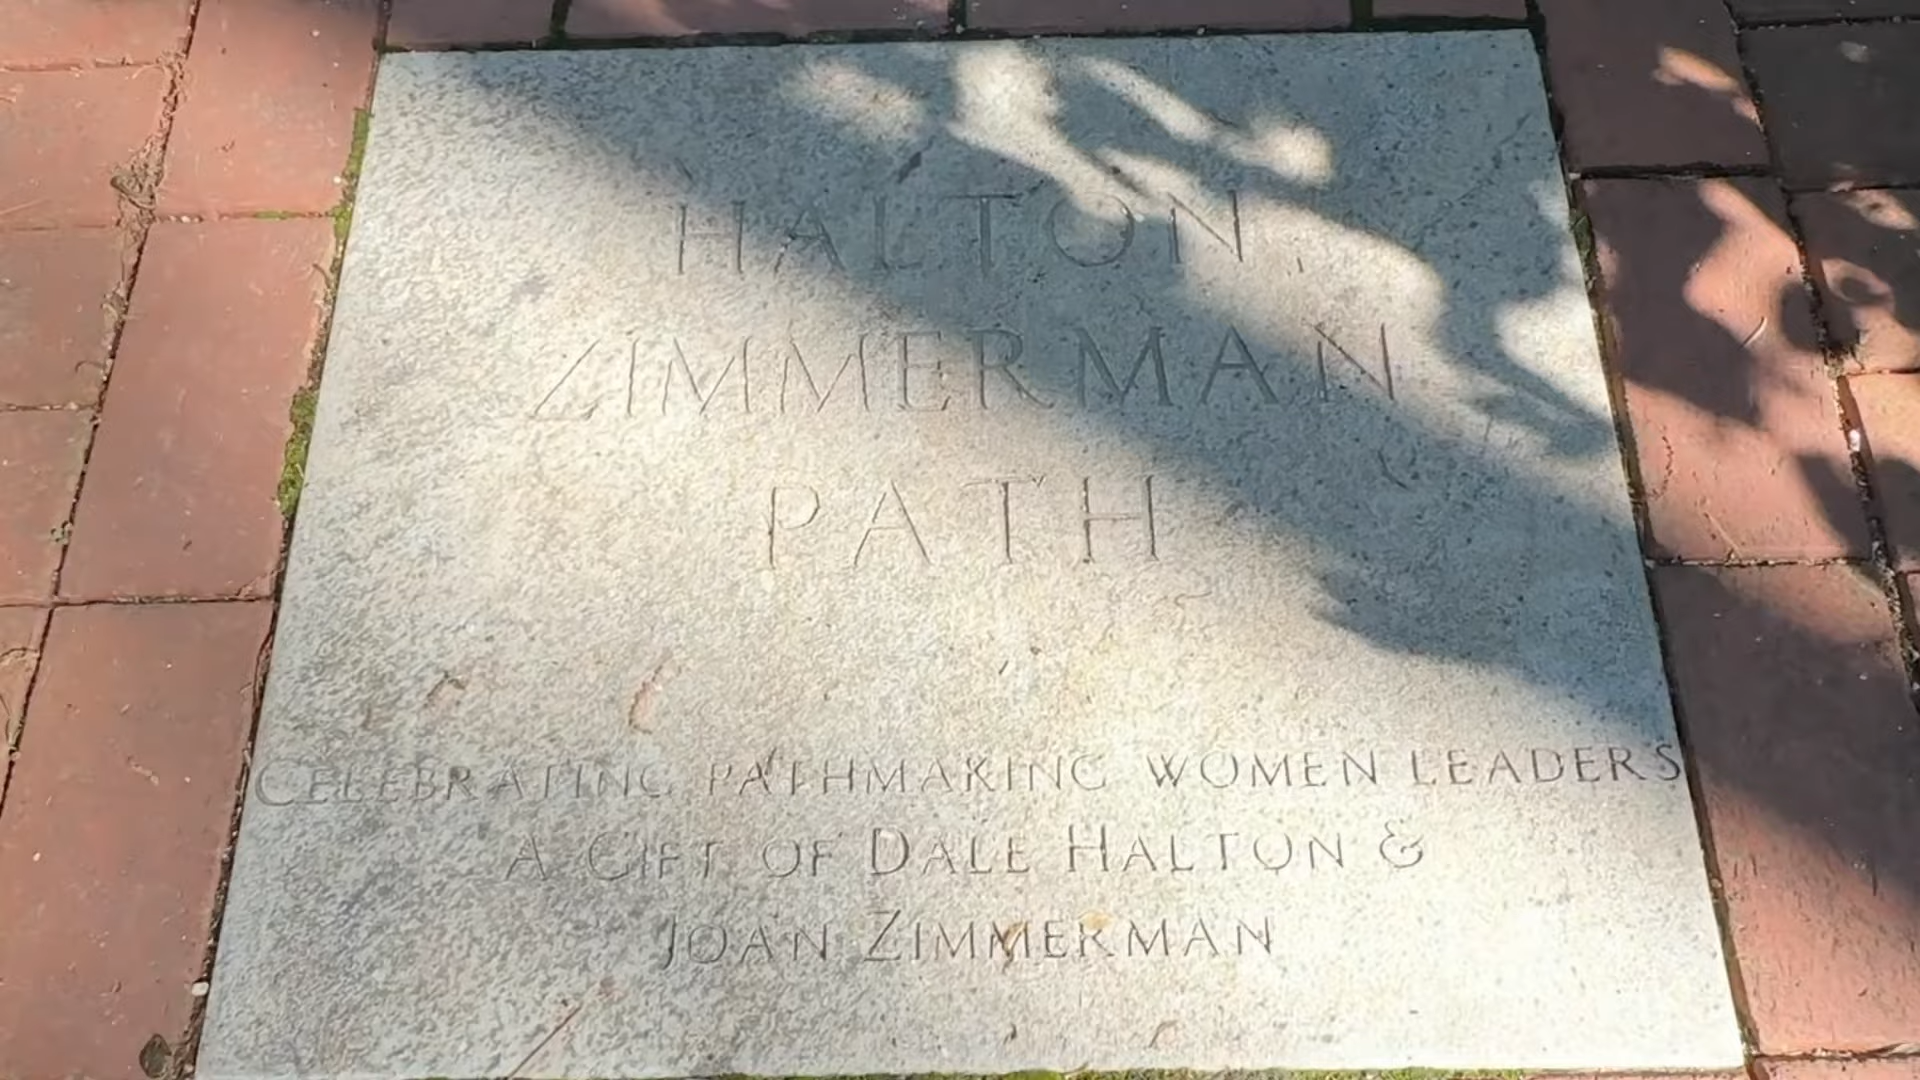 HALTON
ZIMMERMAN
PATH
CELEBRATING PATHMAKING WOMEN LEADERS
A GIFT OF DALE HALTON &
JOAN ZIMMERMAN